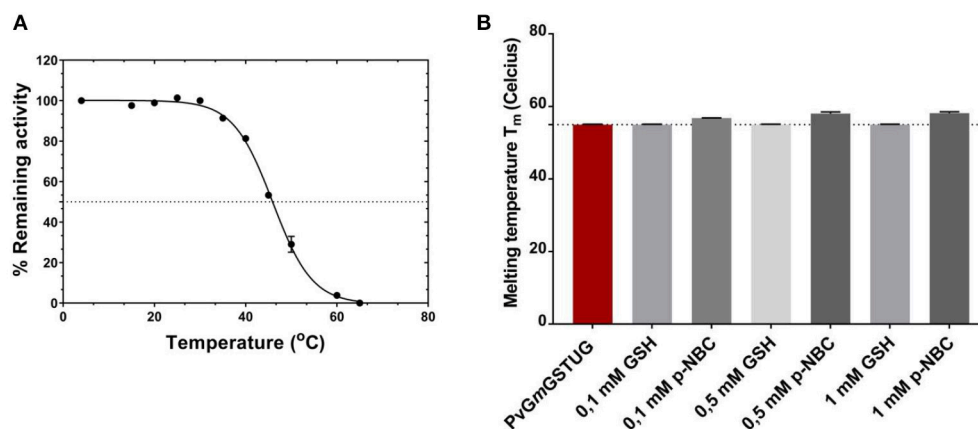 A
% Remaining activity
120
100
80
60
40
20
0
0 20 40 60 80
Temperature (°C)
B
Melting temperature Tm (Celcius)
80
60
40
20
0
PvGmGSTUG
0,1 mM GSH
0,1 mM p-NBC
0,5 mM GSH
0,5 mM p-NBC
1 mM GSH
1 mM p-NBC